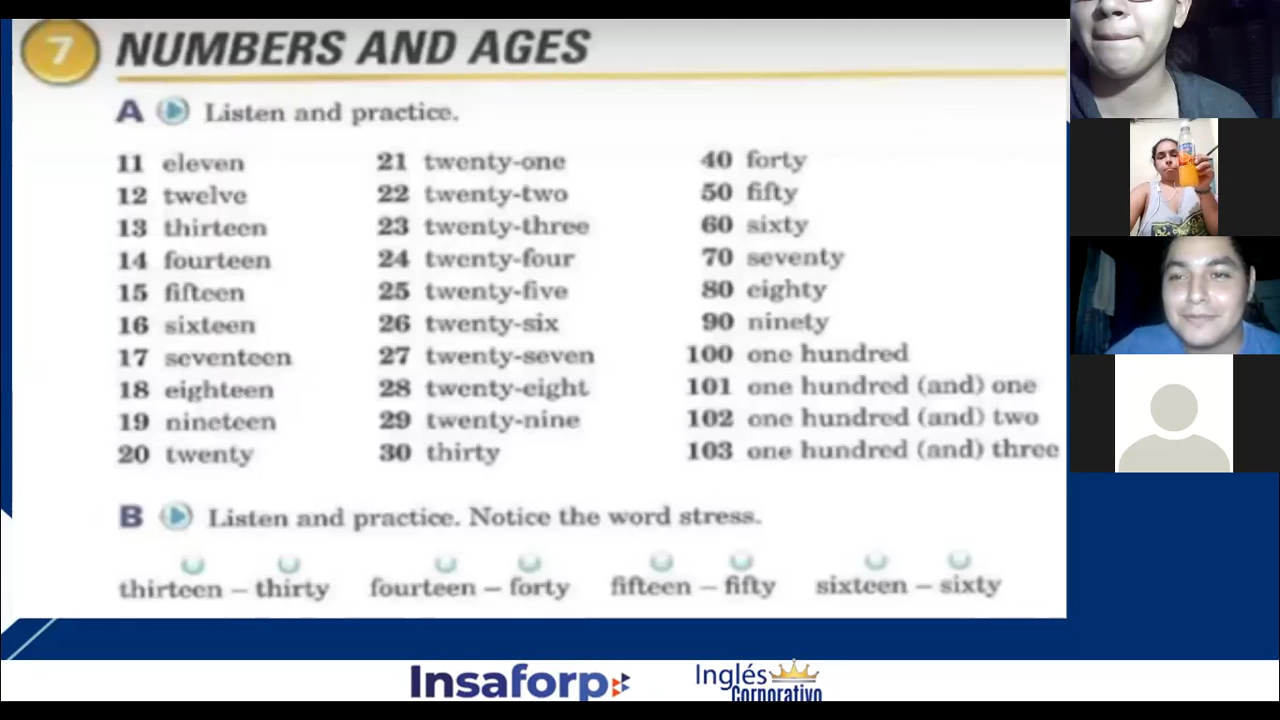 7 NUMBERS AND AGES
A Listen and practice.
11 eleven 21 twenty-one 40 forty
12 twelve 22 twenty-two 50 fifty
13 thirteen 23 twenty-three 60 sixty
14 fourteen 24 twenty-four 70 seventy
15 fifteen 25 twenty-five 80 eighty
16 sixteen 26 twenty-six 90 ninety
17 seventeen 27 twenty-seven 100 one hundred
18 eighteen 28 twenty-eight 101 one hundred (and) one
19 nineteen 29 twenty-nine 102 one hundred (and) two
20 twenty 30 thirty 103 one hundred (and) three
B Listen and practice. Notice the word stress.
thirteen – thirty fourteen – forty fifteen – fifty sixteen – sixty
Insaforp Inglés
Corporativo